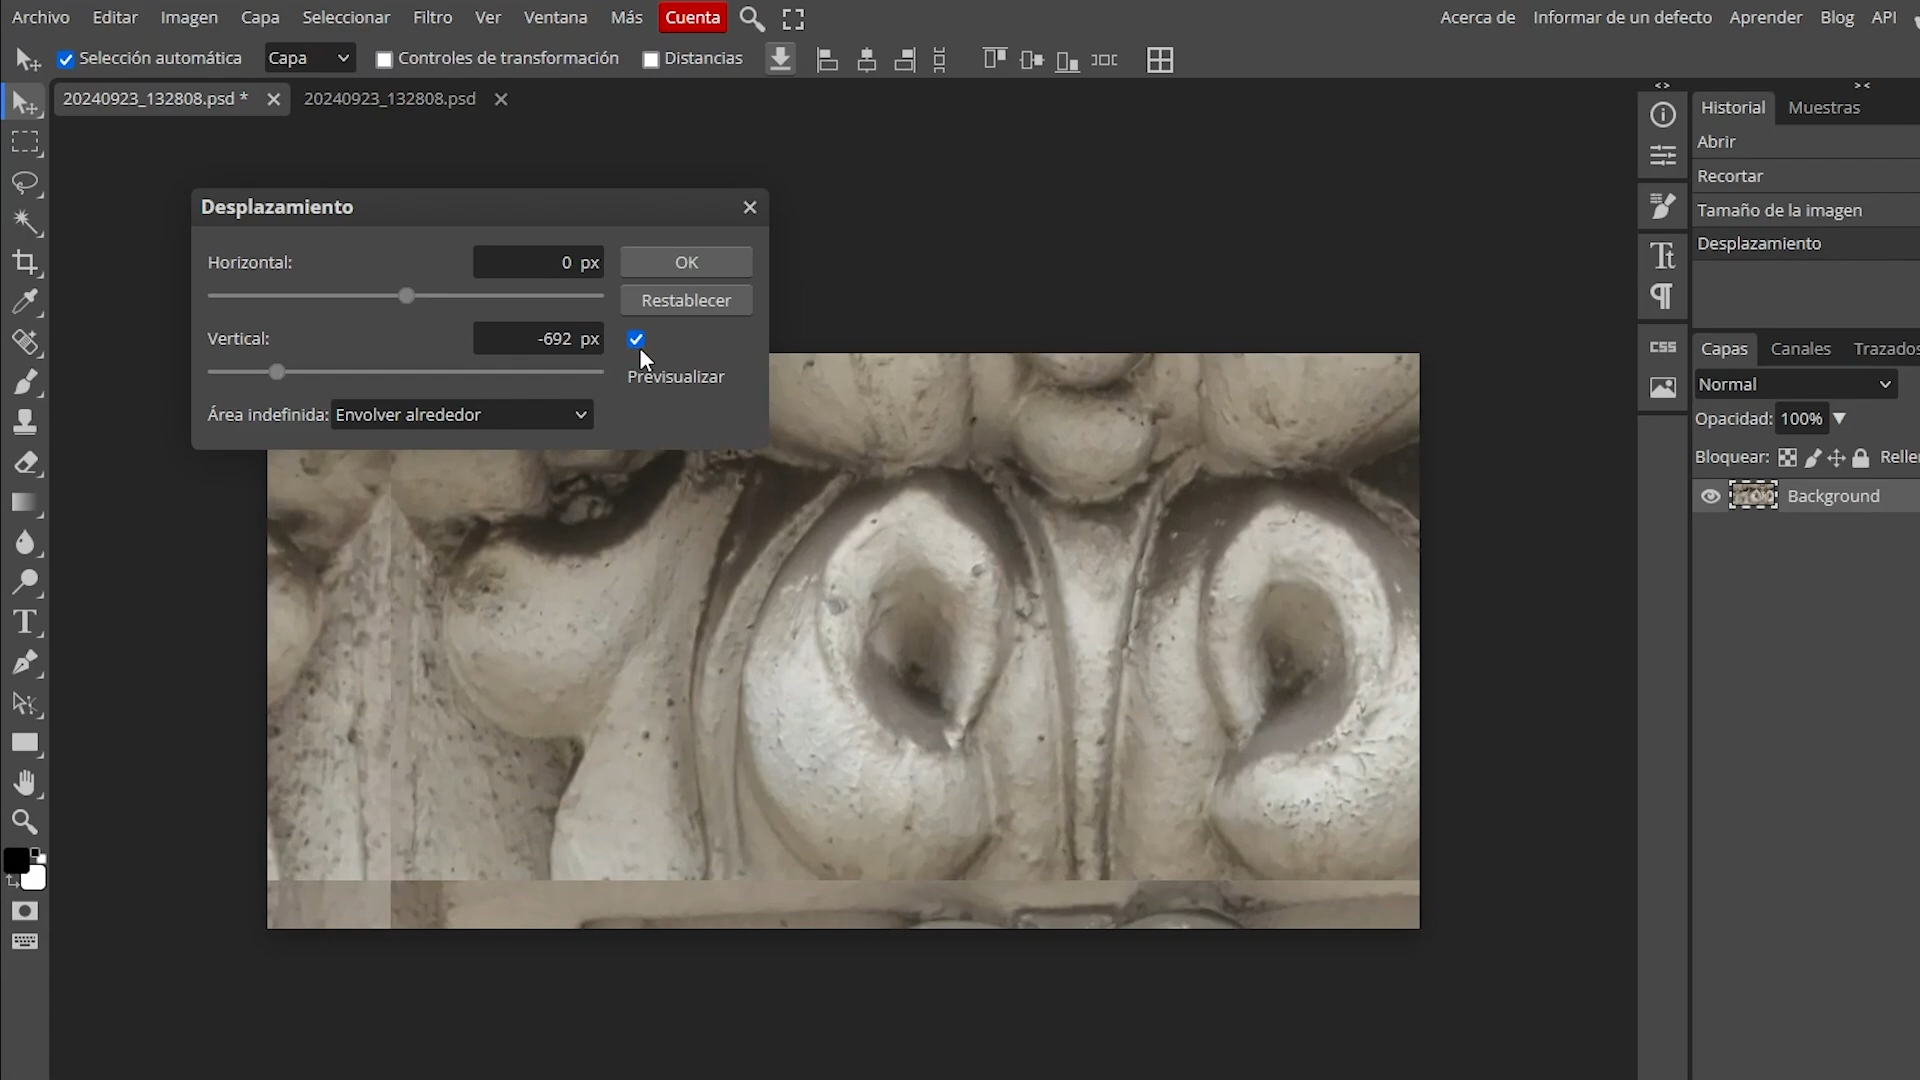 Archivo Editar Imagen Capa Seleccionar Filtro Ver Ventana Más Cuenta Acerca de Informar de un defecto Aprender Blog API
Selección automática Capa Controles de transformación Distancias
20240923_132808.psd * 20240923_132808.psd
Desplazamiento
Horizontal: 0 px OK
Restablecer
Vertical: -692 px
Previsualizar
Área indefinida: Envolver alrededor
Historial Muestras
Abrir
Recortar
Tamaño de la imagen
Desplazamiento
CSS
Capas Canales Trazados
Normal
Opacidad: 100%
Bloquear: Relle
Background